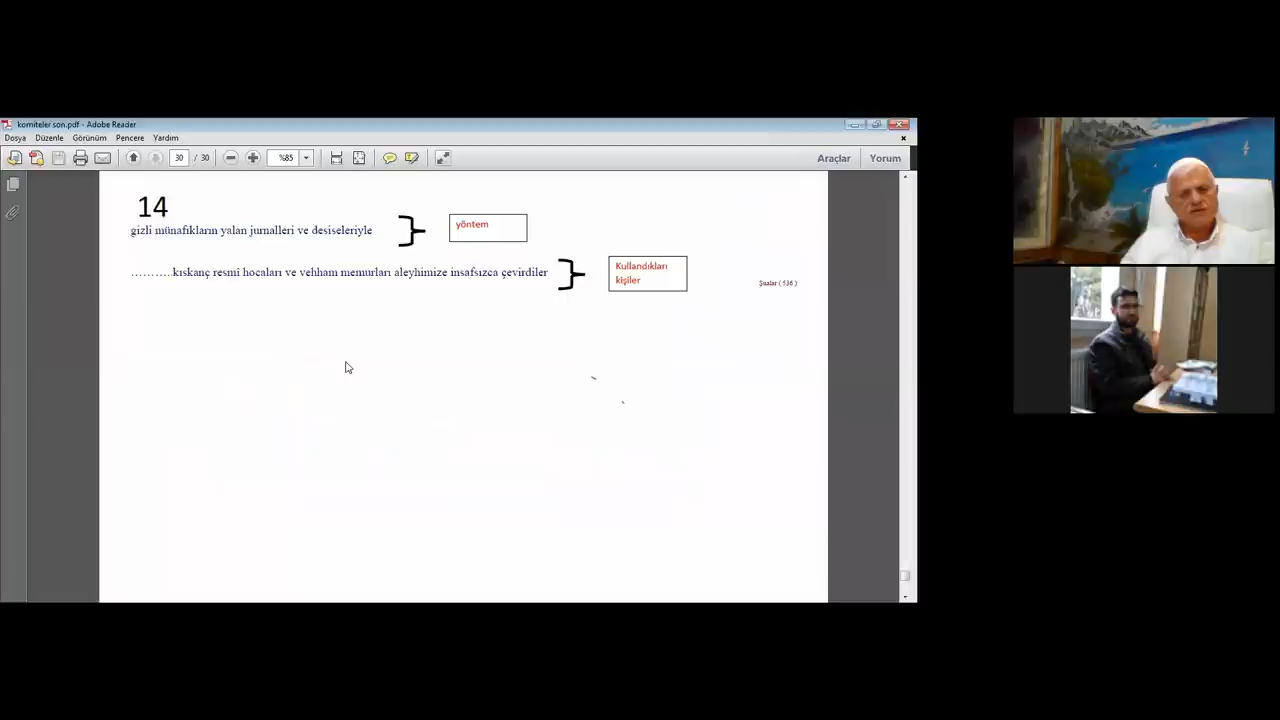 komiteler son.pdf - Adobe Reader
Dosya Düzenle Görünüm Pencere Yardım
30 / 30 %85 Araçlar Yorum
14
gizli münafıkların yalan jurnalleri ve desiseleriyle
yöntem
………..kıskanç resmi hocaları ve vehham memurları aleyhimize insafsızca çevirdiler
Kullandıkları
kişiler
Şualar ( 536 )